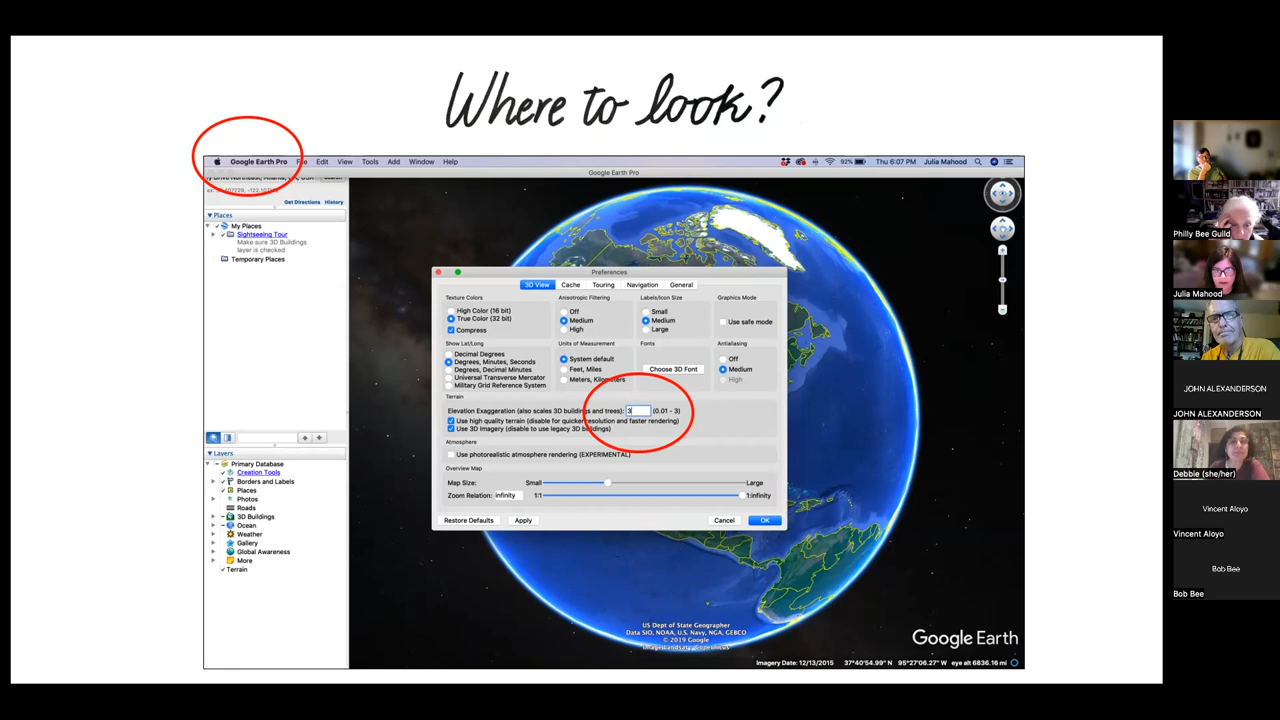 Where to look?
Google Earth Pro File Edit View Tools Add Window Help
92% Thu 6:07 PM Julia Mahood
Google Earth Pro
Get Directions History
Places
My Places
Sightseeing Tour
Make sure 3D Buildings
layer is checked
Temporary Places
Layers
Primary Database
Creation Tools
Borders and Labels
Places
Photos
Roads
3D Buildings
Ocean
Weather
Gallery
Global Awareness
More
Terrain
Preferences
3D View Cache Touring Navigation General
Texture Colors
High Color (16 bit)
True Color (32 bit)
Compress
Anisotropic Filtering
Off
Medium
High
Labels/Icon Size
Small
Medium
Large
Graphics Mode
Use safe mode
Show Lat/Long
Decimal Degrees
Degrees, Minutes, Seconds
Degrees, Decimal Minutes
Universal Transverse Mercator
Military Grid Reference System
Units of Measurement
System default
Feet, Miles
Meters, Kilometers
Fonts
Choose 3D Font
Antialiasing
Off
Medium
High
Terrain
Elevation Exaggeration (also scales 3D buildings and trees): 3 (0.01 - 3)
Use high quality terrain (disable for quicker resolution and faster rendering)
Use 3D Imagery (disable to use legacy 3D buildings)
Atmosphere
Use photorealistic atmosphere rendering (EXPERIMENTAL)
Overview Map
Map Size: Small Large
Zoom Relation: infinity 1:1 1:infinity
Restore Defaults Apply Cancel OK
US Dept of State Geographer
Data SIO, NOAA, U.S. Navy, NGA, GEBCO
© 2019 Google
Image Landsat / Copernicus
Google Earth
Imagery Date: 12/13/2015 37°40'54.99" N 95°27'06.27" W eye alt 6836.16 mi
Philly Bee Guild
Julia Mahood
JOHN ALEXANDERSON
JOHN ALEXANDERSON
Debbie (she/her)
Vincent Aloyo
Vincent Aloyo
Bob Bee
Bob Bee